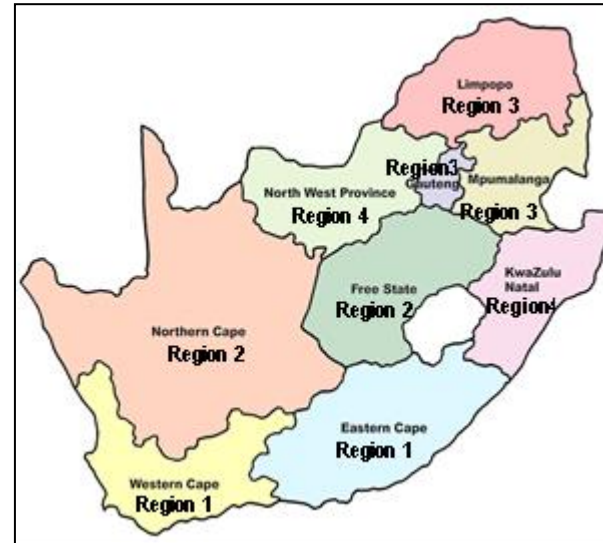 Limpopo
Region 3
Region3
Gauteng
Mpumalanga
Region 3
North West Province
Region 4
KwaZulu
Natal
Region4
Free State
Region 2
Northern Cape
Region 2
Eastern Cape
Region 1
Western Cape
Region 1